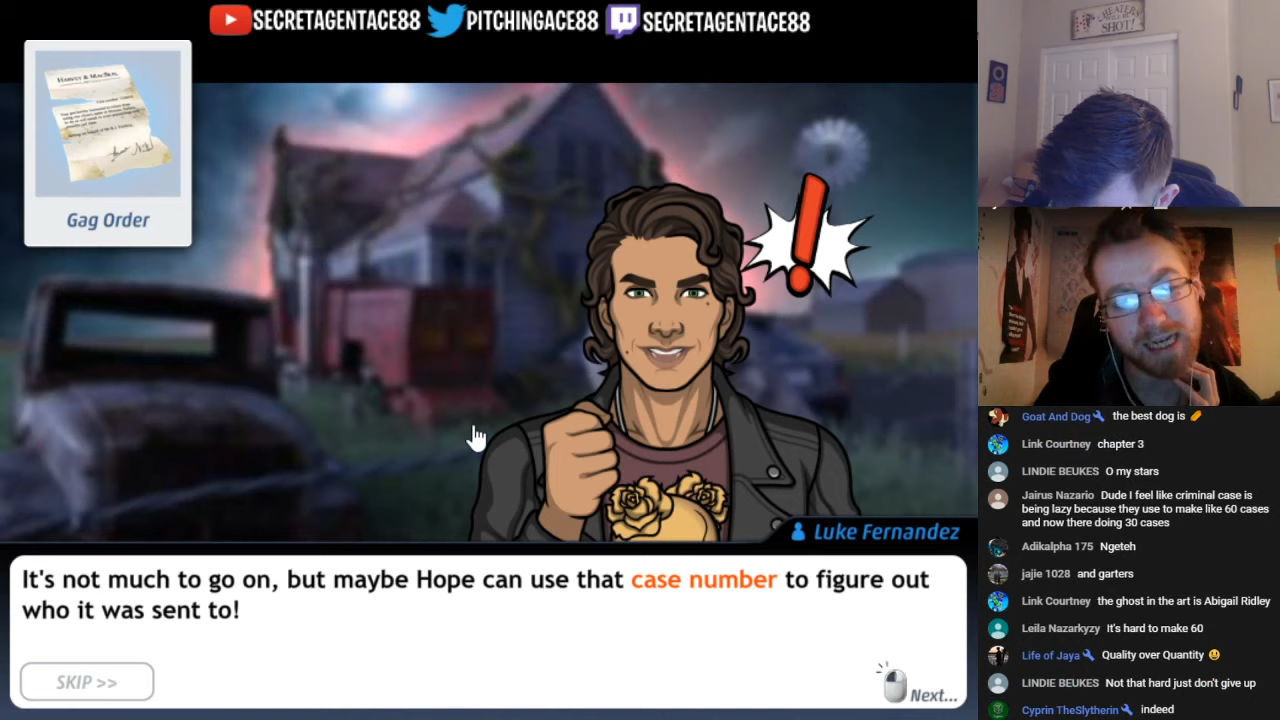 SECRETAGENTACE88 PITCHINGACE88 SECRETAGENTACE88
CHEATERS
SHOT!
HARVEY & MACNEAL
Gag Order
Luke Fernandez
It's not much to go on, but maybe Hope can use that case number to figure out
who it was sent to!
SKIP >>
Next...
Goat And Dog the best dog is
Link Courtney chapter 3
LINDIE BEUKES O my stars
Jairus Nazario Dude I feel like criminal case is
being lazy because they use to make like 60 cases
and now there doing 30 cases
Adikalpha 175 Ngeteh
jajie 1028 and garters
Link Courtney the ghost in the art is Abigail Ridley
Leila Nazarkyzy It's hard to make 60
Life of Jaya Quality over Quantity 😃
LINDIE BEUKES Not that hard just don't give up
Cyprin TheSlytherin indeed